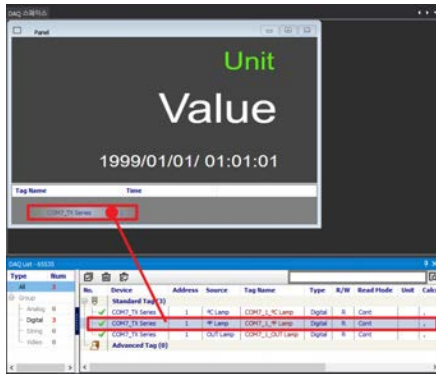 DAQ 스페이스
Panel
Unit
Value
1999/01/01/ 01:01:01
Tag Name Time
COM7_TX Series
DAQ List - 65535
Type Num
All 3
Group
Analog 0
Digital 3
String 0
Video 0
No. Device Address Source Tag Name Type R/W Read Mode Unit
Standard Tag (3)
COM7_TX Series 1 ℃ Lamp COM7_1_℃ Lamp Digital R Cont
COM7_TX Series 1 ℉ Lamp COM7_1_℉ Lamp Digital R Cont
COM7_TX Series 1 OUT Lamp COM7_1_OUT Lamp Digital R Cont
Advanced Tag (0)